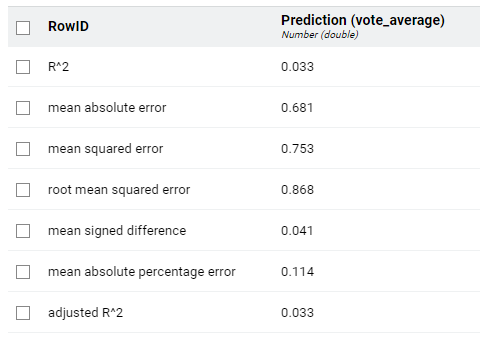 RowID Prediction (vote_average)
Number (double)
R^2 0.033
mean absolute error 0.681
mean squared error 0.753
root mean squared error 0.868
mean signed difference 0.041
mean absolute percentage error 0.114
adjusted R^2 0.033